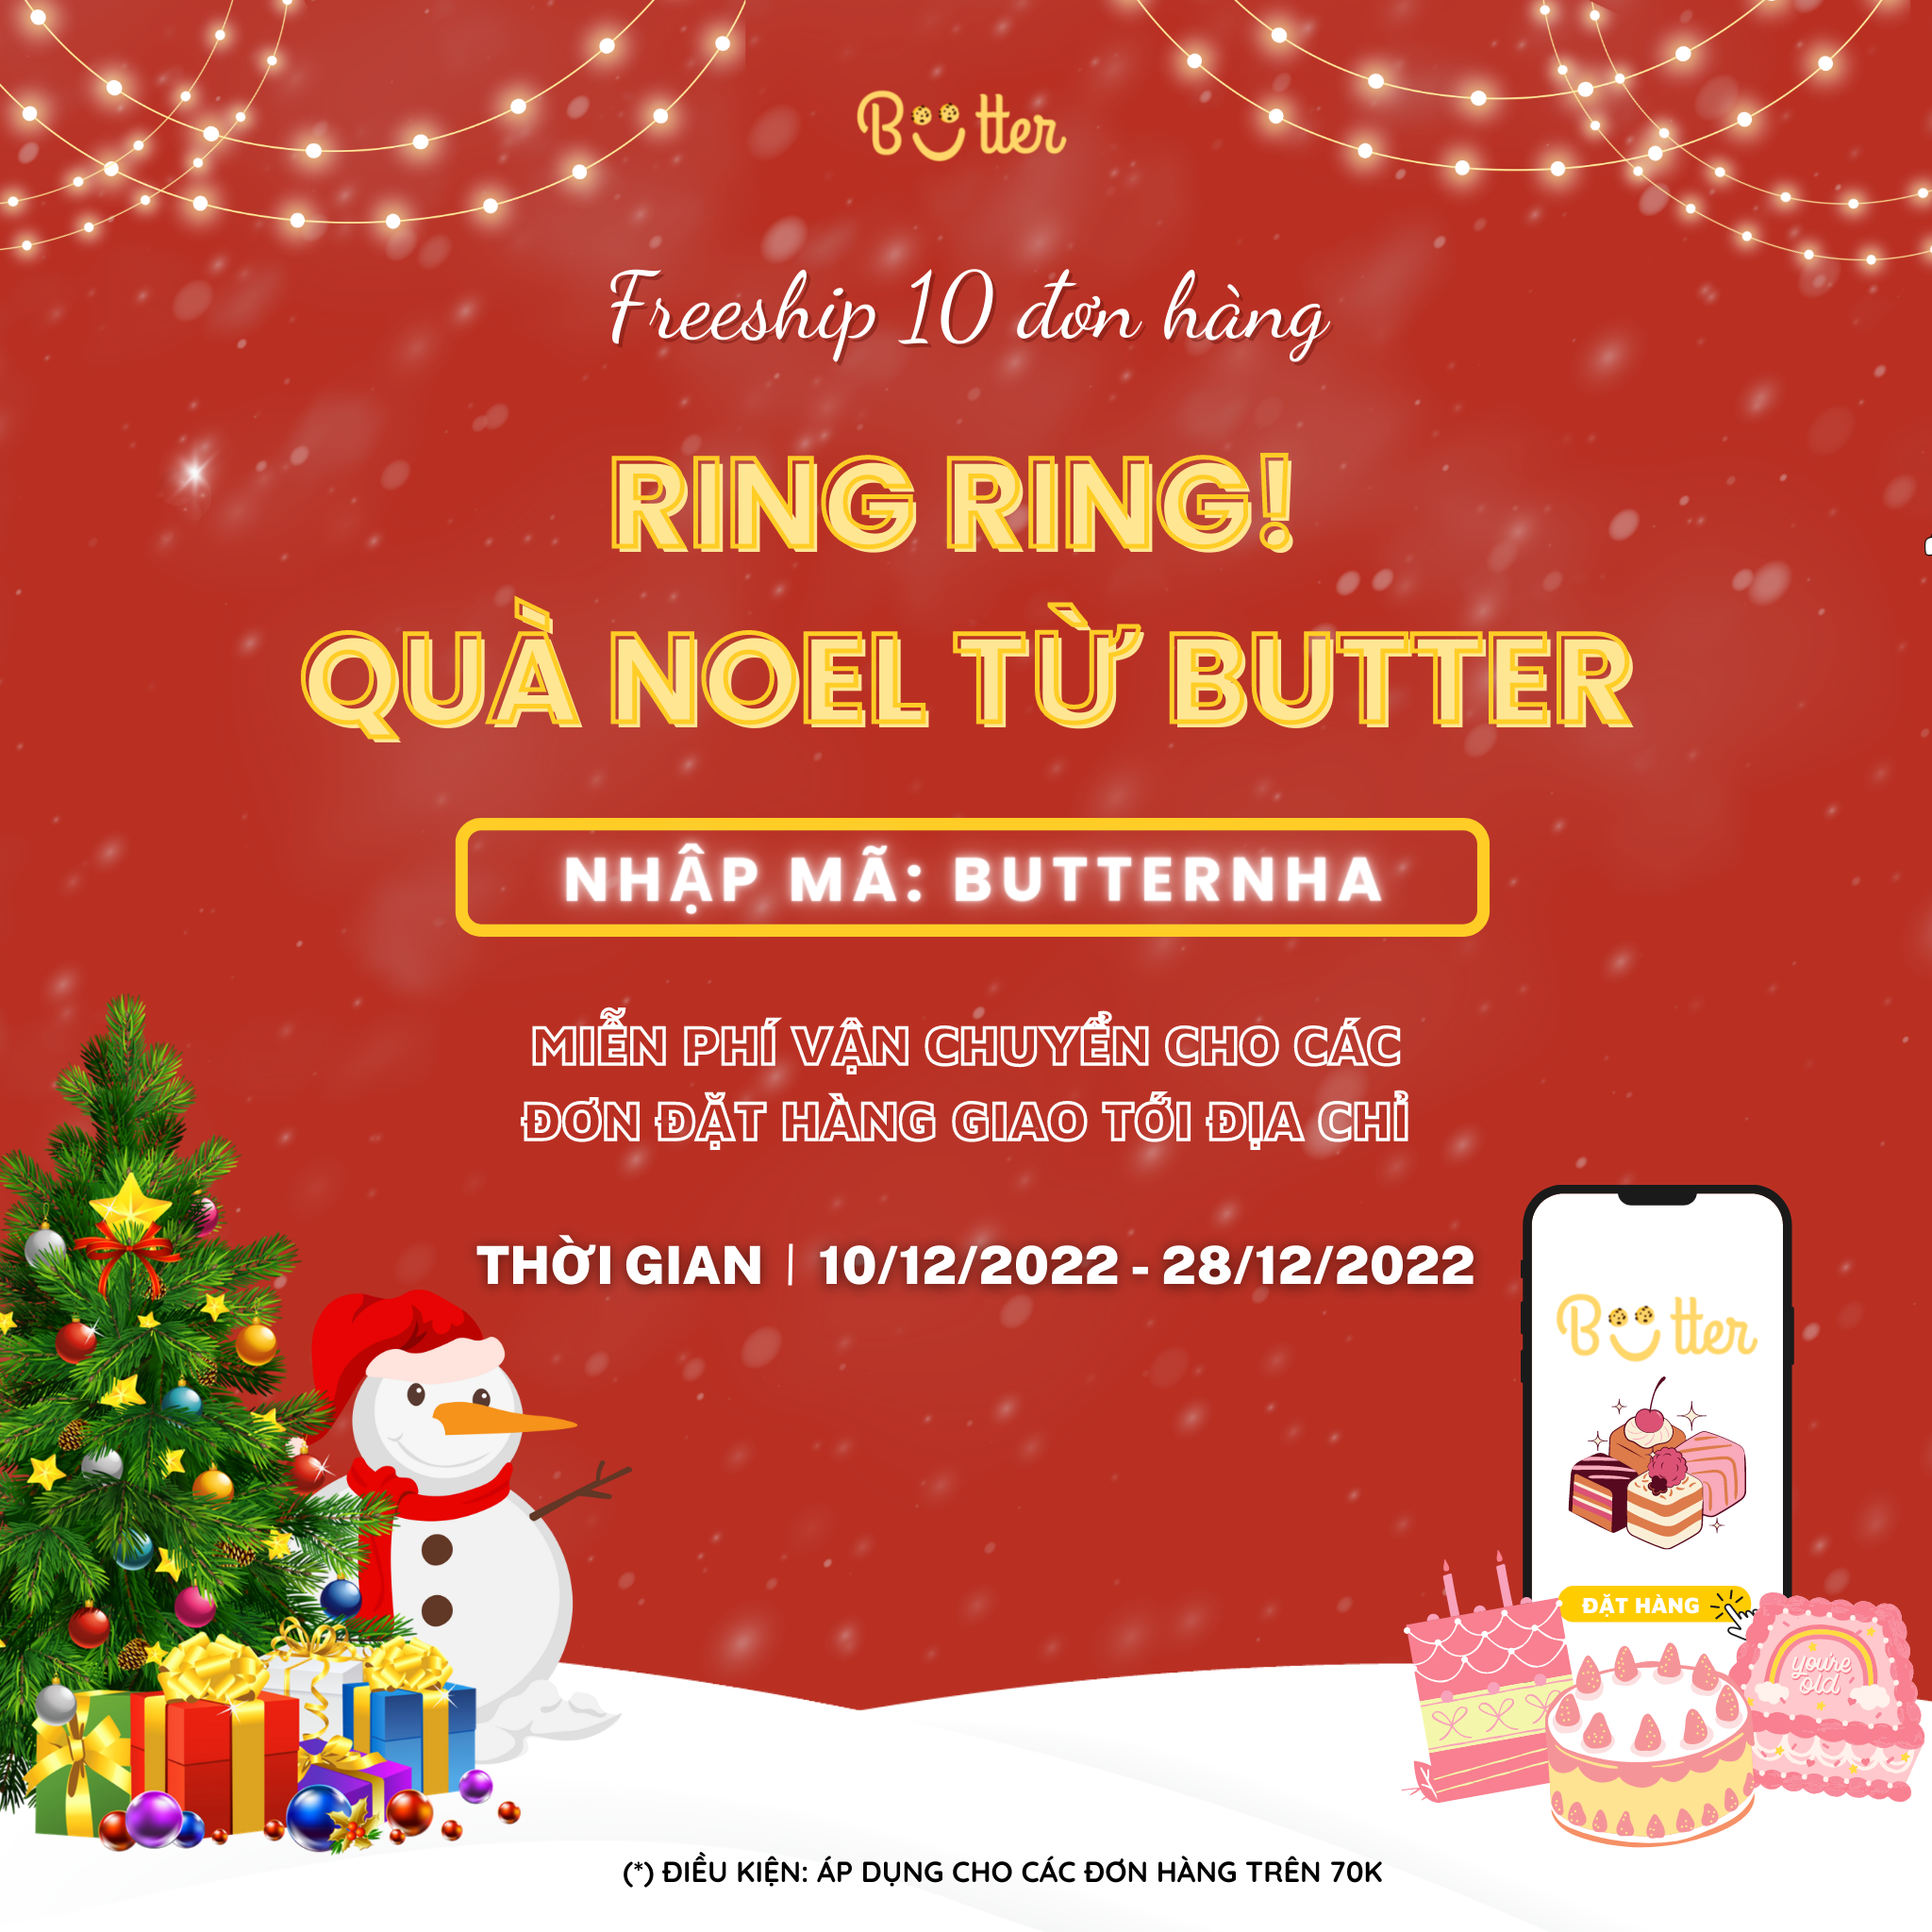 Butter
Freeship 10 đơn hàng
RING RING!
QUÀ NOEL TỪ BUTTER
NHẬP MÃ: BUTTERNHA
MIỄN PHÍ VẬN CHUYỂN CHO CÁC
ĐƠN ĐẶT HÀNG GIAO TỚI ĐỊA CHỈ
THỜI GIAN | 10/12/2022 - 28/12/2022
Butter
ĐẶT HÀNG
you're
old
(*) ĐIỀU KIỆN: ÁP DỤNG CHO CÁC ĐƠN HÀNG TRÊN 70K